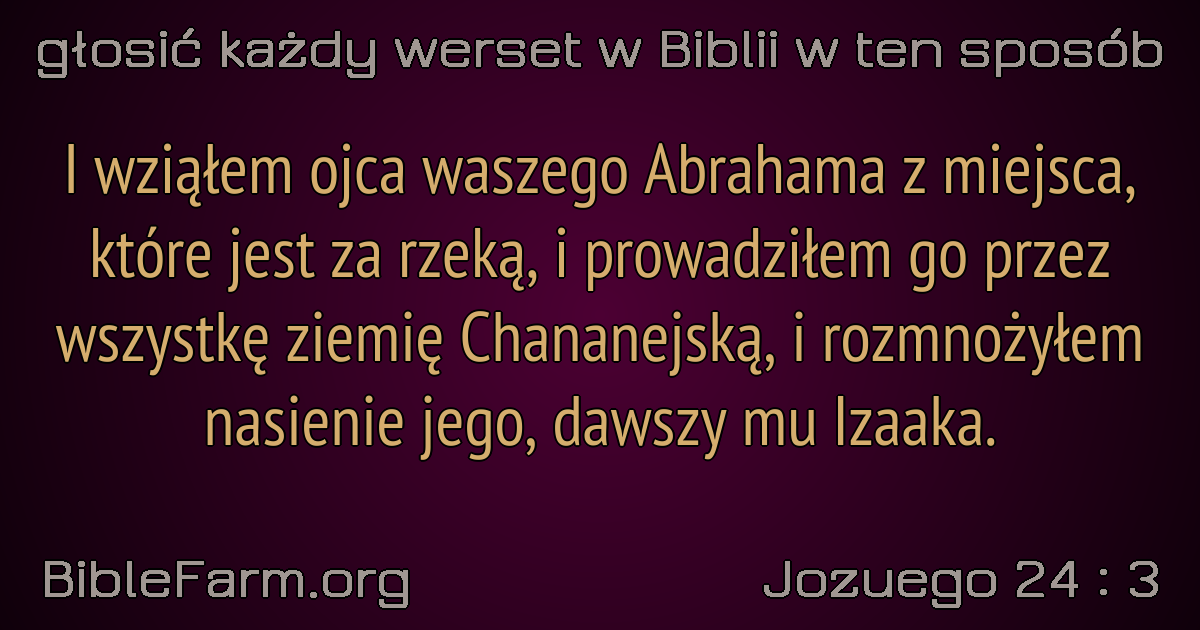 głosić każdy werset w Biblii w ten sposób
I wziąłem ojca waszego Abrahama z miejsca,
które jest za rzeką, i prowadziłem go przez
wszystkę ziemię Chananejską, i rozmnożyłem
nasienie jego, dawszy mu Izaaka.
BibleFarm.org
Jozuego 24 : 3